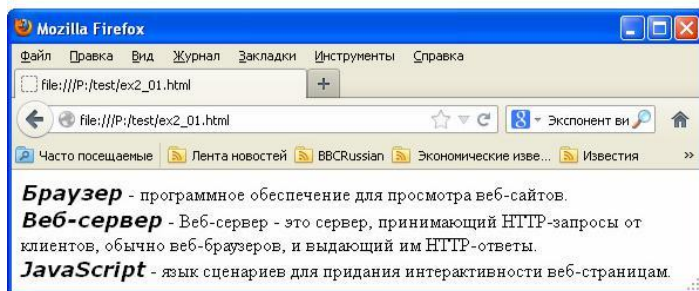 Mozilla Firefox
Файл Правка Вид Журнал Закладки Инструменты Справка
file:///P:/test/ex2_01.html +
file:///P:/test/ex2_01.html 8 Экспонент ви
Часто посещаемые Лента новостей BBCRussian Экономические изве... Известия »
Браузер - программное обеспечение для просмотра веб-сайтов.
Веб-сервер - Веб-сервер - это сервер, принимающий HTTP-запросы от
клиентов, обычно веб-браузеров, и выдающий им HTTP-ответы.
JavaScript - язык сценариев для придания интерактивности веб-страницам.